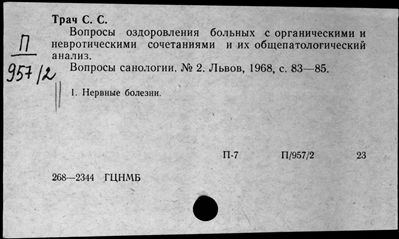 Трач С. С.
Вопросы оздоровления больных с органическими и
невротическими сочетаниями и их общепатологический
анализ.
Вопросы санологии. № 2. Львов, 1968, с. 83—85.
П
957/2
1. Нервные болезни.
П-7 П/957/2 23
268—2344 ГЦНМБ